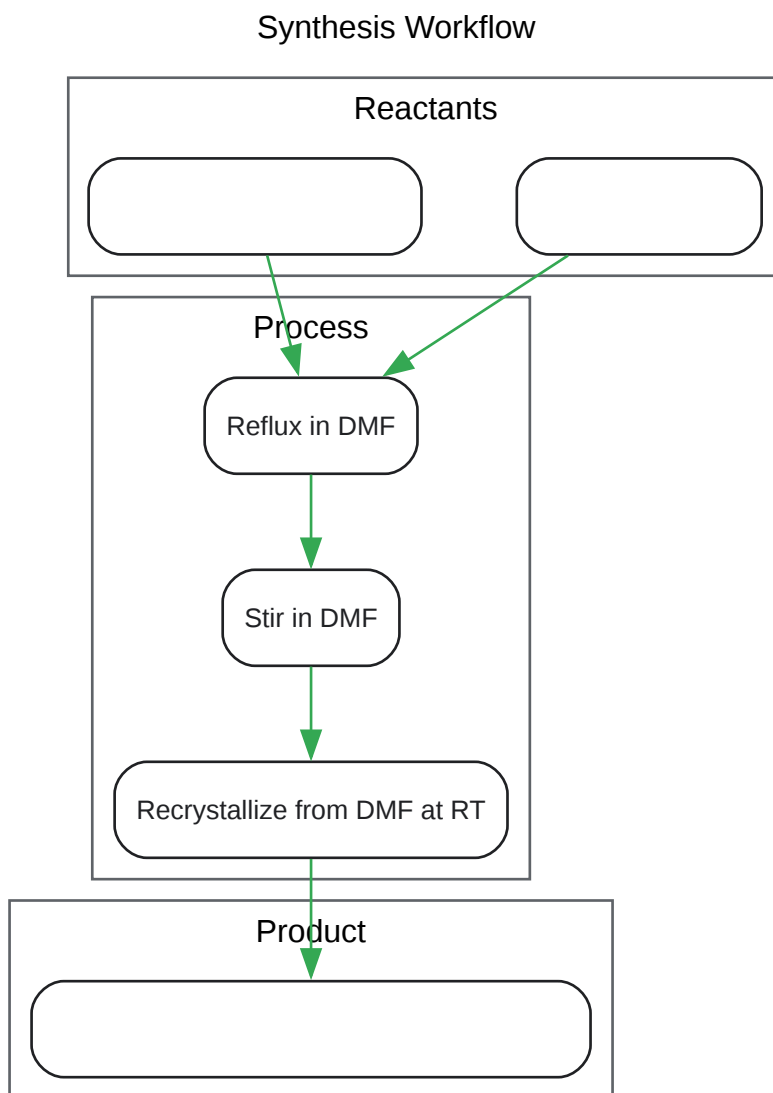 Synthesis Workflow
Reactants
Process
Reflux in DMF
Stir in DMF
Recrystallize from DMF at RT
Product